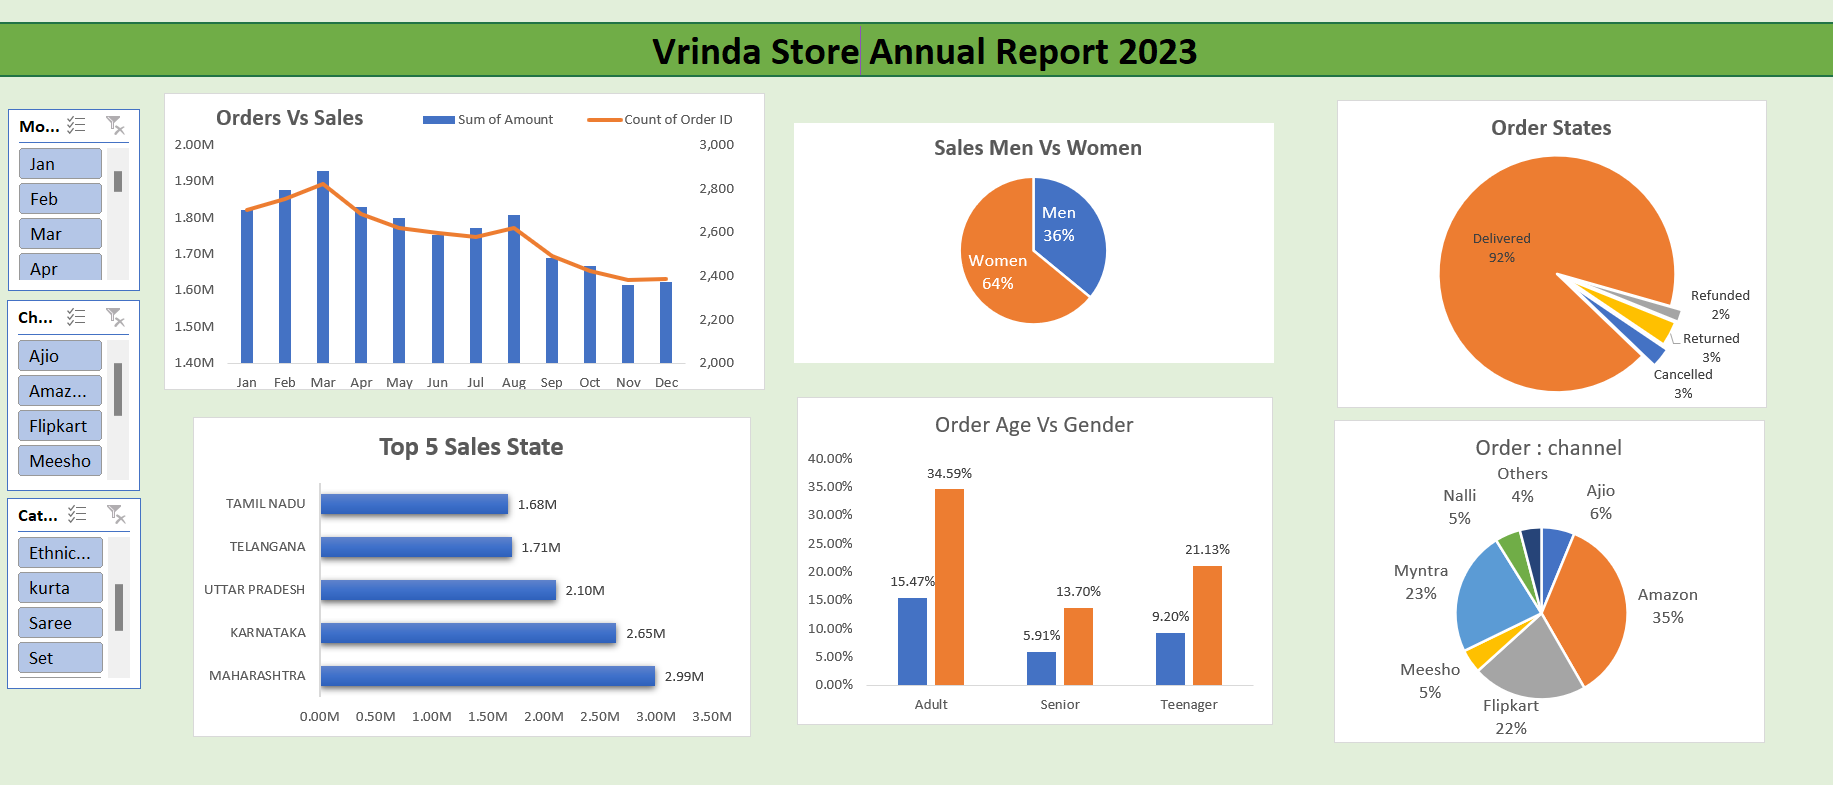 Vrinda Store Annual Report 2023
Mo...
Jan
Feb
Mar
Apr
Ch...
Ajio
Amaz...
Flipkart
Meesho
Cat...
Ethnic...
kurta
Saree
Set
Orders Vs Sales
Sum of Amount
Count of Order ID
2.00M
1.90M
1.80M
1.70M
1.60M
1.50M
1.40M
3,000
2,800
2,600
2,400
2,200
2,000
Jan Feb Mar Apr May Jun Jul Aug Sep Oct Nov Dec
Sales Men Vs Women
Men
36%
Women
64%
Order States
Delivered
92%
Refunded
2%
Returned
3%
Cancelled
3%
Top 5 Sales State
TAMIL NADU 1.68M
TELANGANA 1.71M
UTTAR PRADESH 2.10M
KARNATAKA 2.65M
MAHARASHTRA 2.99M
0.00M 0.50M 1.00M 1.50M 2.00M 2.50M 3.00M 3.50M
Order Age Vs Gender
40.00%
35.00%
30.00%
25.00%
20.00%
15.00%
10.00%
5.00%
0.00%
15.47%
34.59%
5.91%
13.70%
9.20%
21.13%
Adult Senior Teenager
Order : channel
Others
4%
Ajio
6%
Nalli
5%
Myntra
23%
Amazon
35%
Meesho
5%
Flipkart
22%